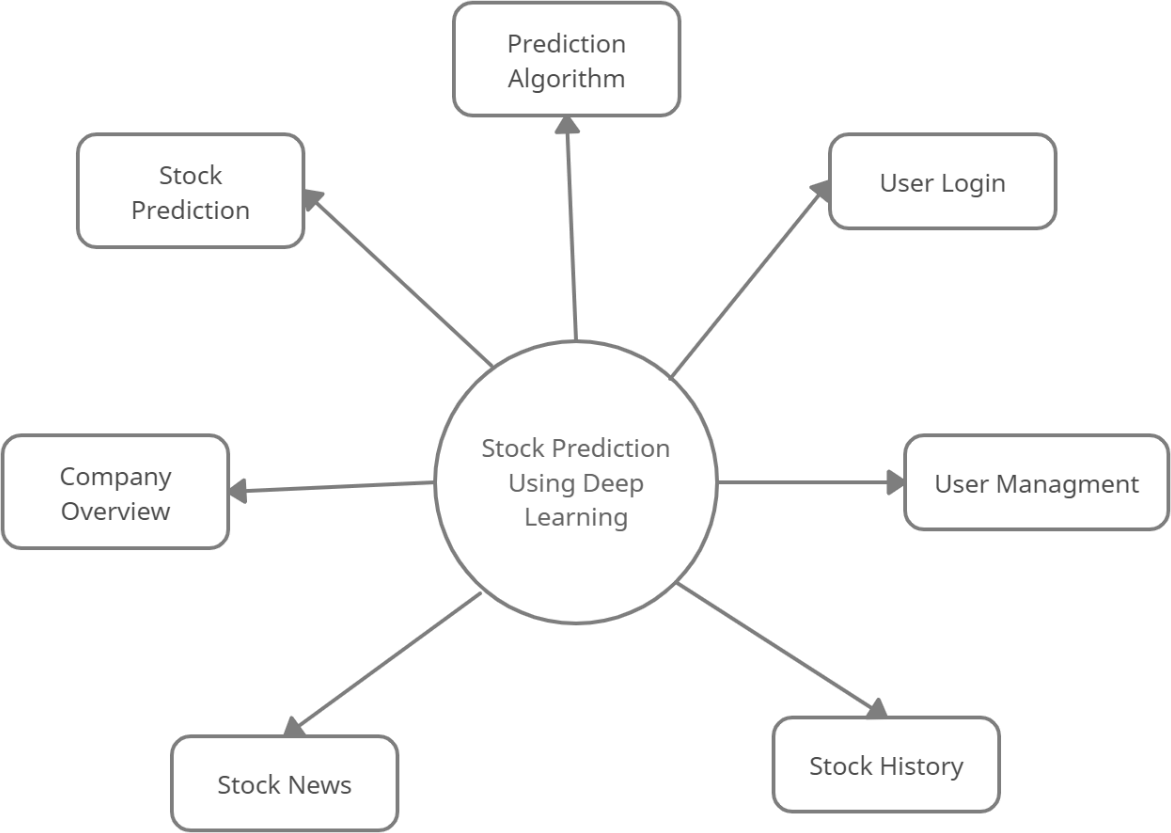 Prediction
Algorithm
Stock
Prediction
User Login
Stock Prediction
Using Deep
Learning
Company
Overview
User Managment
Stock News
Stock History